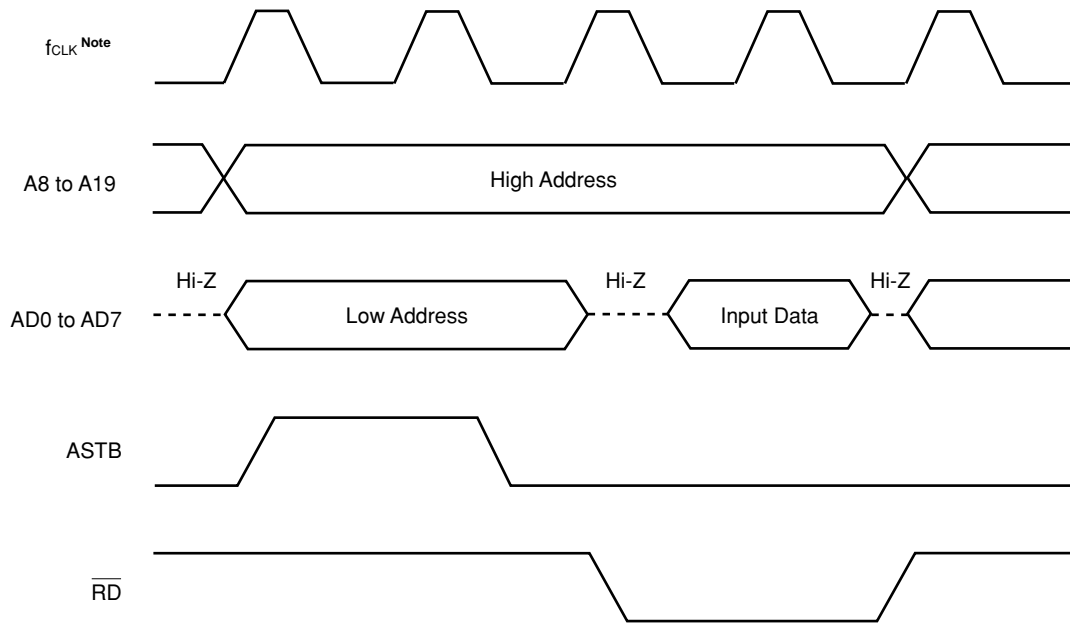 fCLK Note
A8 to A19
High Address
Hi-Z
Hi-Z
Hi-Z
AD0 to AD7
Low Address
Input Data
ASTB
RD